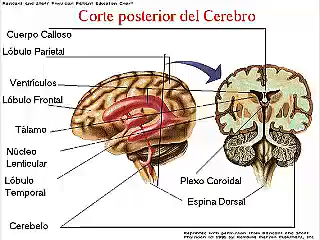 Corte posterior del Cerebro
Cuerpo Calloso
Lóbulo Parietal
Ventrículos
Lóbulo Frontal
Tálamo
Núcleo
Lenticular
Lóbulo
Temporal
Cerebelo
Plexo Coroidal
Espina Dorsal